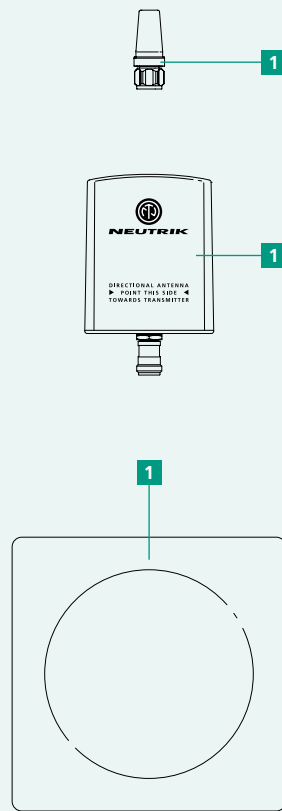 1
NEUTRIK
1
DIRECTIONAL ANTENNA
▶ POINT THIS SIDE ◀
TOWARDS TRANSMITTER
1